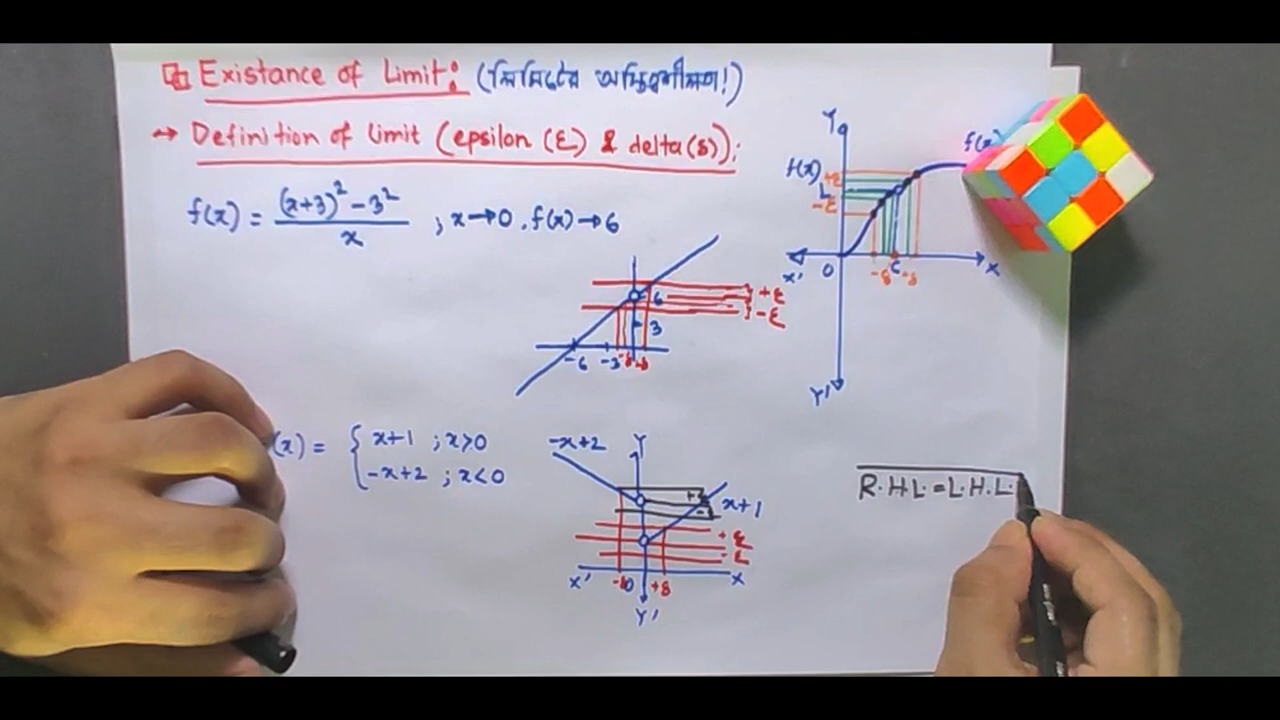 Existance of Limit: (লিমিটের অস্তিত্বশীলতা!)
→ Definition of limit (epsilon (ε) & delta(δ)):
f(x) = ((x+3)² - 3²)/x ; x→0, f(x)→6
6
+ε
-ε
3
-6 -3 -δ +δ
Y
f(x)
f(x)
+ε
L
-ε
X' O -δ C +δ X
Y'
(x) = { x+1 ; x>0
-x+2 ; x<0
-x+2 Y
x+1
+ε
-ε
X' O +δ X
Y'
R.H.L. = L.H.L.